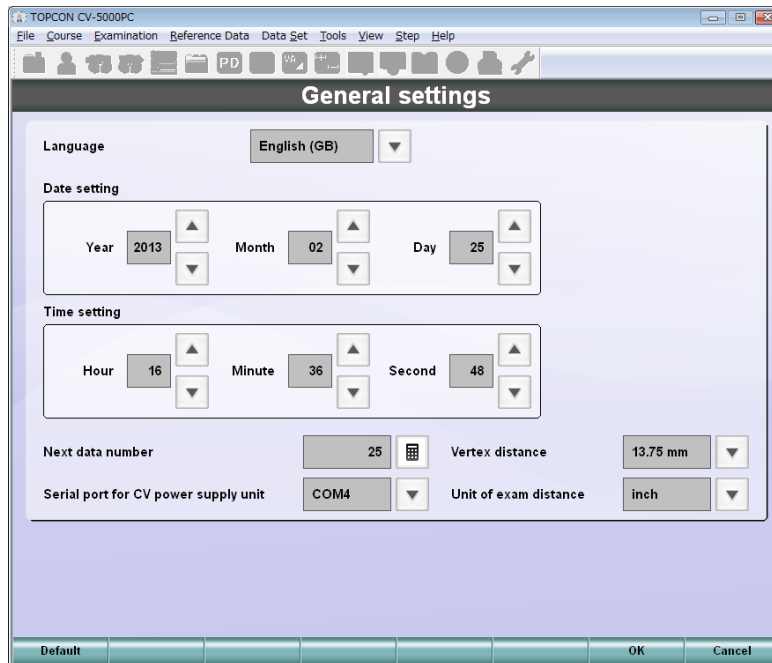 TOPCON CV-5000PC
File Course Examination Reference Data Data Set Tools View Step Help
PD VA
General settings
Language English (GB)
Date setting
Year 2013 Month 02 Day 25
Time setting
Hour 16 Minute 36 Second 48
Next data number 25 Vertex distance 13.75 mm
Serial port for CV power supply unit COM4 Unit of exam distance inch
Default OK Cancel